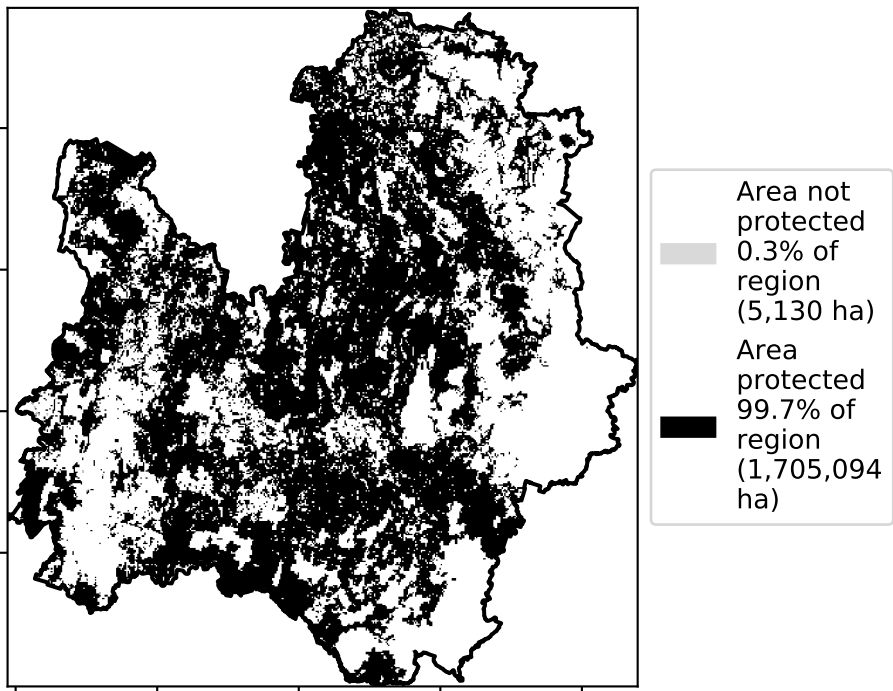 Area not
protected
0.3% of
region
(5,130 ha)
Area
protected
99.7% of
region
(1,705,094
ha)